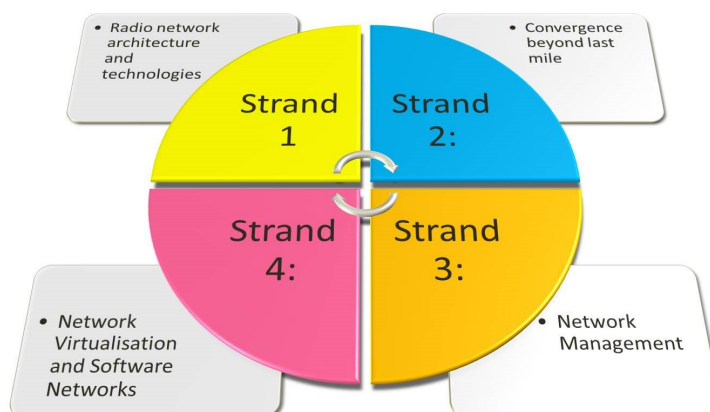 • Radio network
architecture
and
technologies
• Convergence
beyond last
mile
Strand
1
Strand
2:
Strand
4:
Strand
3:
• Network
Virtualisation
and Software
Networks
• Network
Management